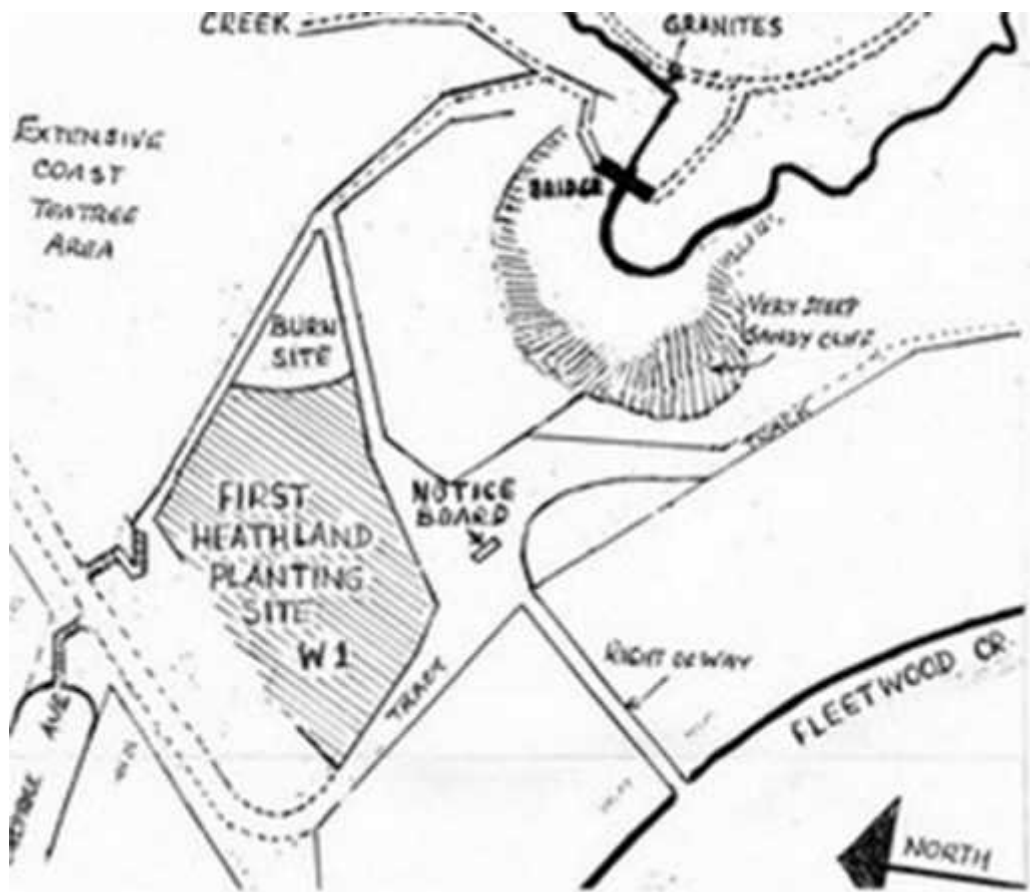 CREEK
GRANITES
EXTENSIVE
COAST
TEATREE
AREA
BRIDGE
VERY STEEP
SANDY CLIFF
BURN
SITE
TRACK
FIRST
HEATHLAND
PLANTING
SITE
W1
NOTICE
BOARD
TRACK
RIGHT OF WAY
FLEETWOOD CR.
AVE
NORTH